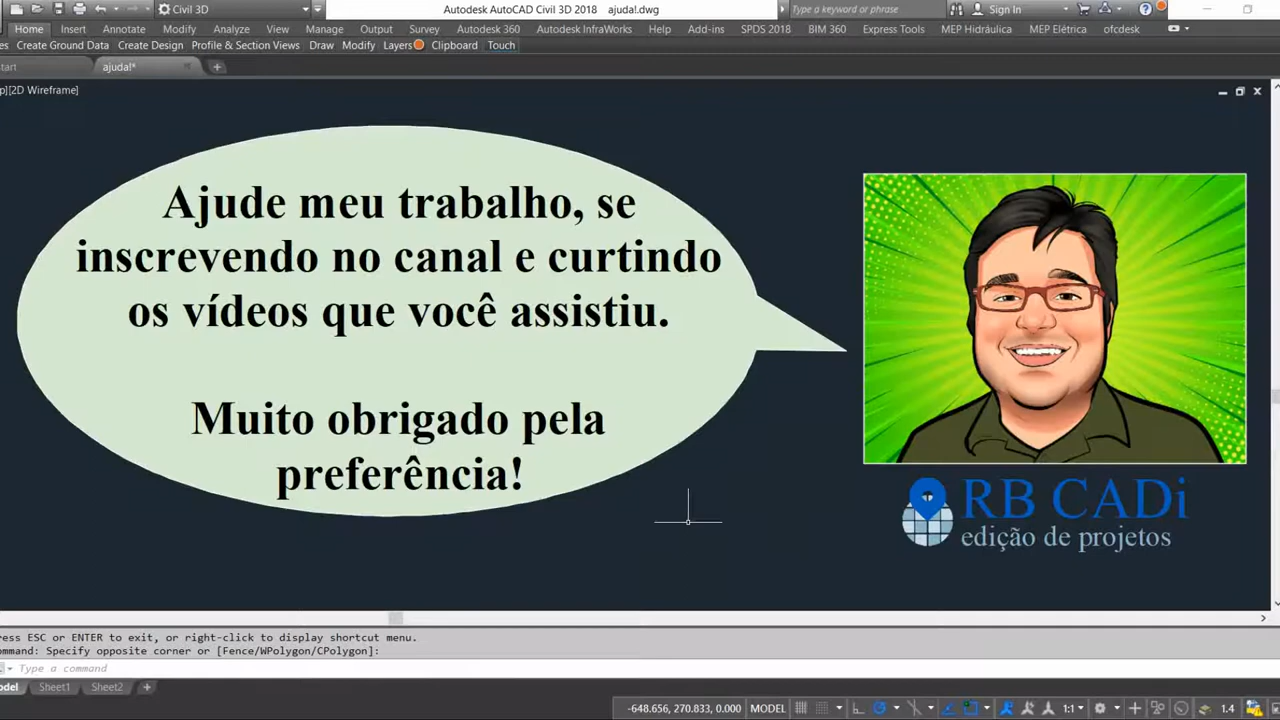 Civil 3D
Autodesk AutoCAD Civil 3D 2018 ajuda!.dwg
Type a keyword or phrase
Sign In
Home Insert Annotate Modify Analyze View Manage Output Survey Autodesk 360 Autodesk InfraWorks Help Add-ins SPDS 2018 BIM 360 Express Tools MEP Hidráulica MEP Elétrica ofcdesk
es Create Ground Data Create Design Profile & Section Views Draw Modify Layers Clipboard Touch
tart ajuda!*
p][2D Wireframe]
Ajude meu trabalho, se
inscrevendo no canal e curtindo
os vídeos que você assistiu.
Muito obrigado pela
preferência!
RB CADi
edição de projetos
ress ESC or ENTER to exit, or right-click to display shortcut menu.
ommand: Specify opposite corner or [Fence/WPolygon/CPolygon]:
Type a command
odel Sheet1 Sheet2 +
-648.656, 270.833, 0.000 MODEL 1:1 1.4